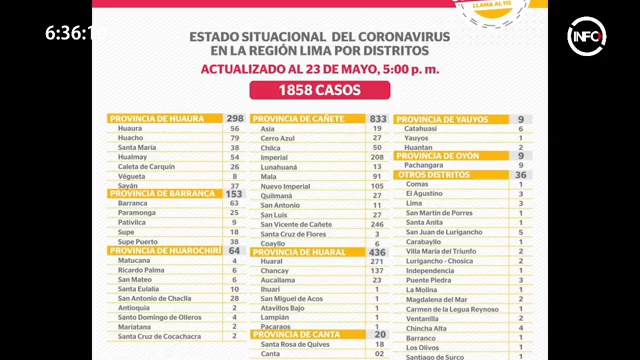 6:36:1
LLAMA AL 113
INFO
ESTADO SITUACIONAL DEL CORONAVIRUS
EN LA REGIÓN LIMA POR DISTRITOS
ACTUALIZADO AL 23 DE MAYO, 5:00 p. m.
1858 CASOS
PROVINCIA DE HUAURA 298
Huaura 56
Huacho 79
Santa María 38
Hualmay 54
Caleta de Carquín 26
Végueta 8
Sayán 37
PROVINCIA DE BARRANCA 153
Barranca 63
Paramonga 25
Pativilca 9
Supe 18
Supe Puerto 38
PROVINCIA DE HUAROCHIRÍ 64
Matucana 4
Ricardo Palma 6
San Mateo 6
Santa Eulalia 10
San Antonio de Chaclla 28
Antioquia 2
Santo Domingo de Olleros 4
Mariatana 2
Santa Cruz de Cocachacra 2
PROVINCIA DE CAÑETE 833
Asia 19
Cerro Azul 27
Chilca 50
Imperial 208
Lunahuaná 13
Mala 91
Nuevo Imperial 105
Quilmaná 27
San Antonio 11
San Luis 27
San Vicente de Cañete 246
Santa Cruz de Flores 3
Coayllo 6
PROVINCIA DE HUARAL 436
Huaral 271
Chancay 137
Aucallama 23
Ihuarí 1
San Miguel de Acos 1
Atavillos Bajo 1
Lampián 1
Pacaraos 1
PROVINCIA DE CANTA 20
Santa Rosa de Quives 18
Canta 02
PROVINCIA DE YAUYOS 9
Catahuasi 6
Yauyos 1
Huantan 2
PROVINCIA DE OYÓN 9
Pachangara 9
OTROS DISTRITOS 36
Comas 1
El Agustino 3
Lima 3
San Martín de Porres 1
Santa Anita 1
San Juan de Lurigancho 5
Carabayllo 1
Villa María del Triunfo 2
Lurigancho - Chosica 2
Independencia 1
Puente Piedra 3
La Molina 1
Magdalena del Mar 2
Carmen de la Legua Reynoso 1
Ventanilla 2
Chincha Alta 4
Barranco 1
Los Olivos 1
Santiago de Surco 1